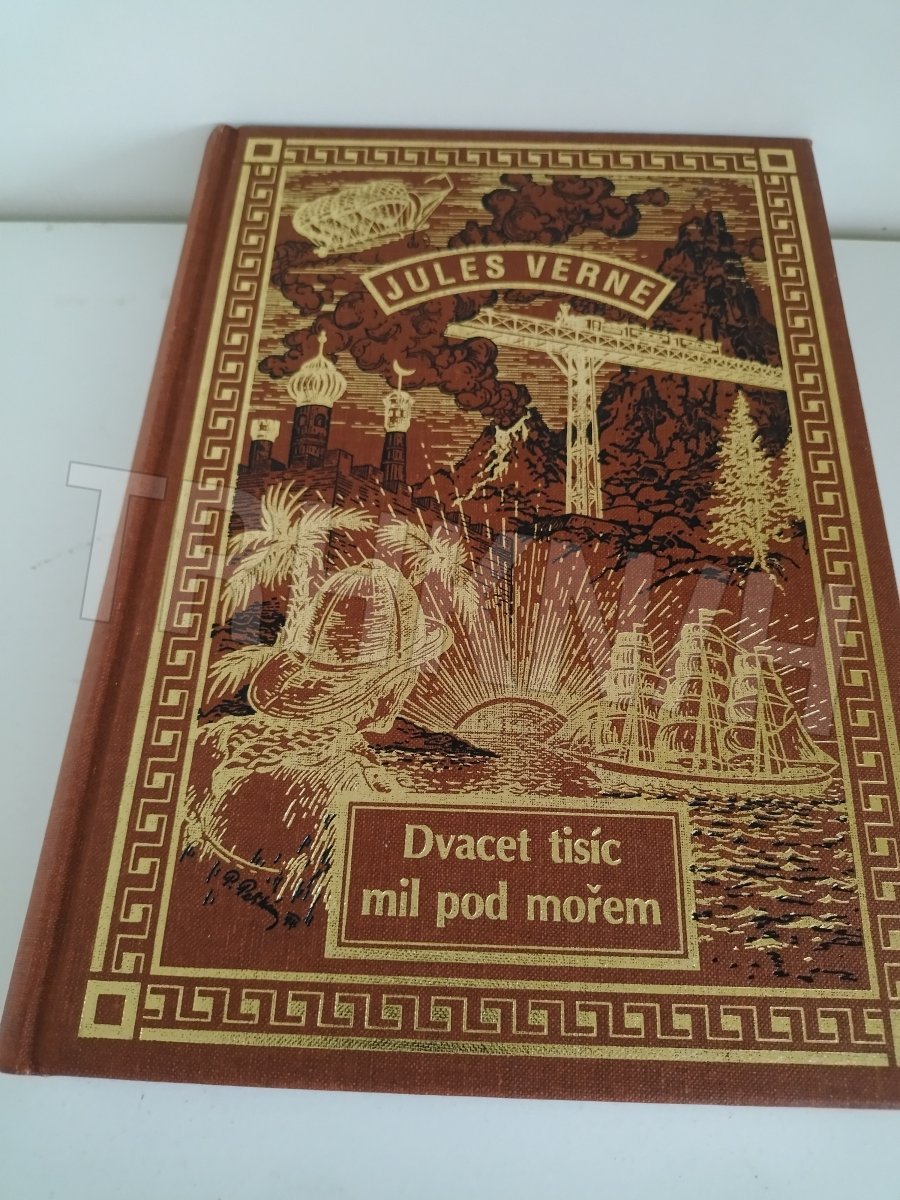 JULES VERNE
Dvacet tisíc
mil pod mořem